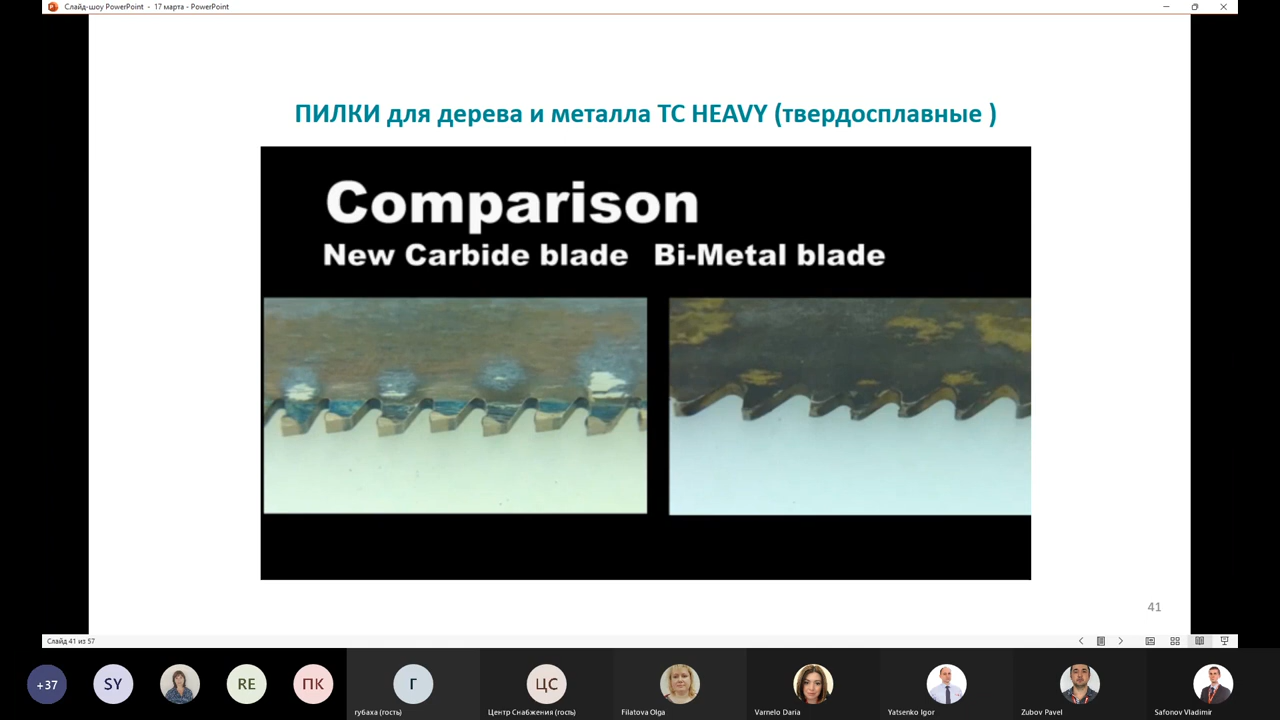 Слайд-шоу PowerPoint - 17 марта - PowerPoint
ПИЛКИ для дерева и металла TC HEAVY (твердосплавные )
Comparison
New Carbide blade Bi-Metal blade
41
Слайд 41 из 57
+37
SY
RE
ПК
Г
ЦС
губаха (гость)
Центр Снабжения (гость)
Filatova Olga
Varnelo Daria
Yatsenko Igor
Zubov Pavel
Safonov Vladimir